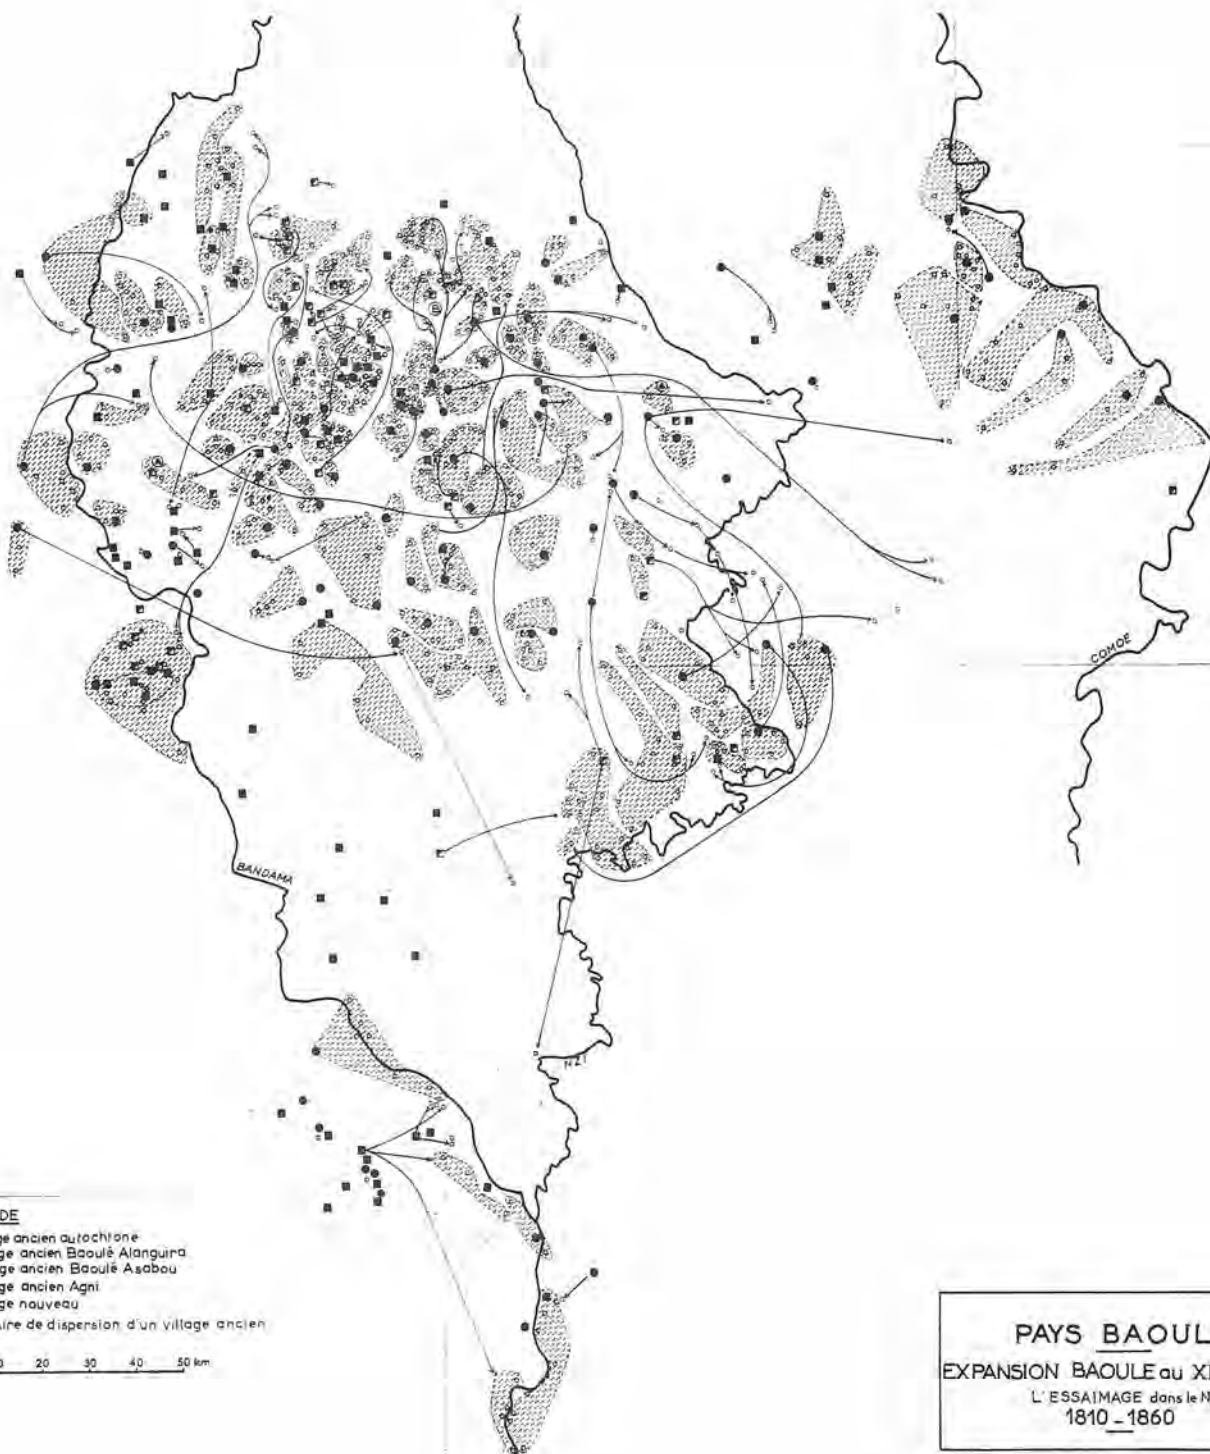 COMOE
BANDAMA
NZI
DE
ge ancien autochtone
ge ancien Baoulé Alanguira
ge ancien Baoulé Asabou
ge ancien Agni
ge nouveau
ire de dispersion d'un village ancien
0 20 30 40 50 km
PAYS BAOUL
EXPANSION BAOULE au XI
L'ESSAIMAGE dans le N
1810 - 1860